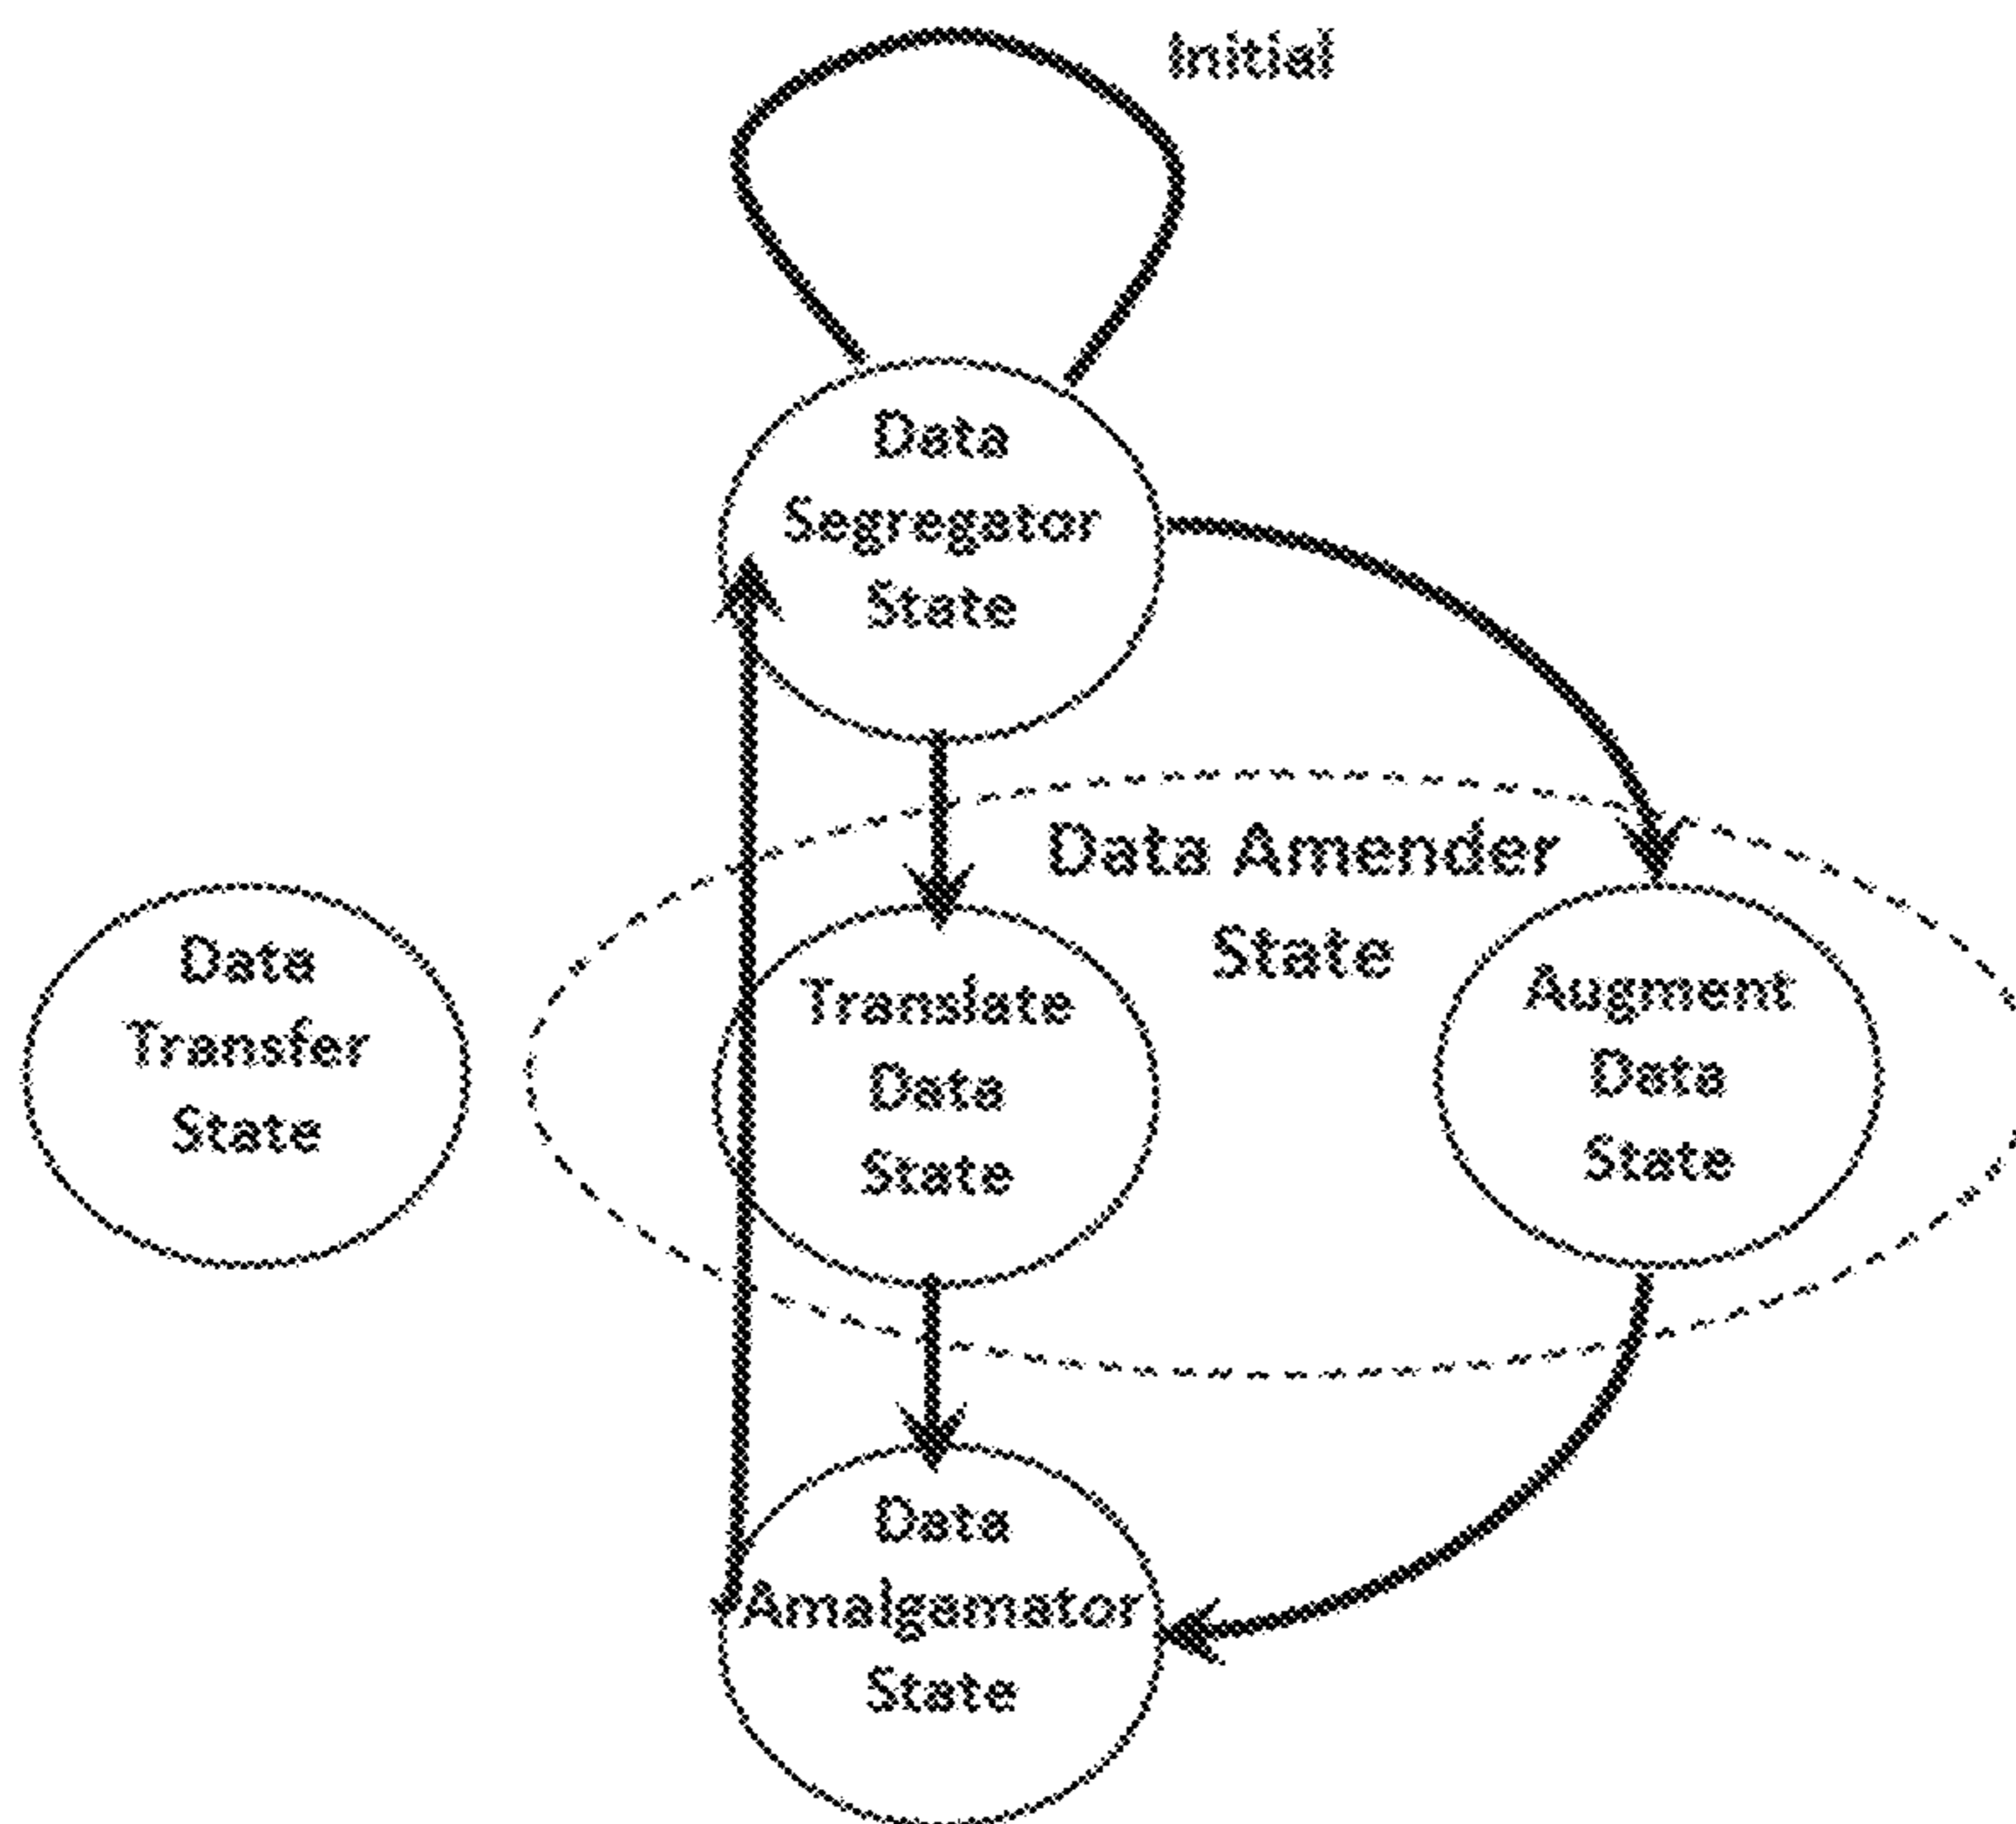 Initial
Data
Segregator
State
Data Amender
State
Data
Transfer
State
Translate
Data
State
Augment
Data
State
Data
Amalgamator
State